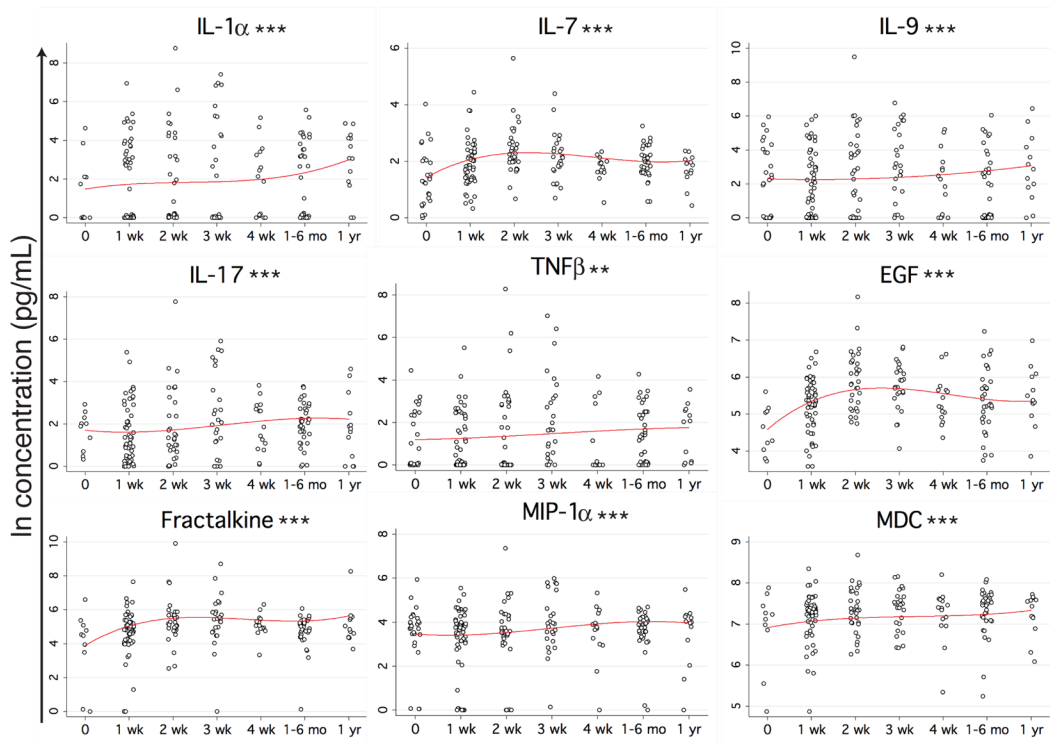 ln concentration (pg/mL)
IL-1α ***
8
6
4
2
0
0 1 wk 2 wk 3 wk 4 wk 1-6 mo 1 yr
IL-7 ***
6
4
2
0
0 1 wk 2 wk 3 wk 4 wk 1-6 mo 1 yr
IL-9 ***
10
8
6
4
2
0
0 1 wk 2 wk 3 wk 4 wk 1-6 mo 1 yr
IL-17 ***
8
6
4
2
0
0 1 wk 2 wk 3 wk 4 wk 1-6 mo 1 yr
TNFβ **
8
6
4
2
0
0 1 wk 2 wk 3 wk 4 wk 1-6 mo 1 yr
EGF ***
8
7
6
5
4
0 1 wk 2 wk 3 wk 4 wk 1-6 mo 1 yr
Fractalkine ***
10
8
6
4
2
0
0 1 wk 2 wk 3 wk 4 wk 1-6 mo 1 yr
MIP-1α ***
8
6
4
2
0
0 1 wk 2 wk 3 wk 4 wk 1-6 mo 1 yr
MDC ***
9
8
7
6
5
0 1 wk 2 wk 3 wk 4 wk 1-6 mo 1 yr